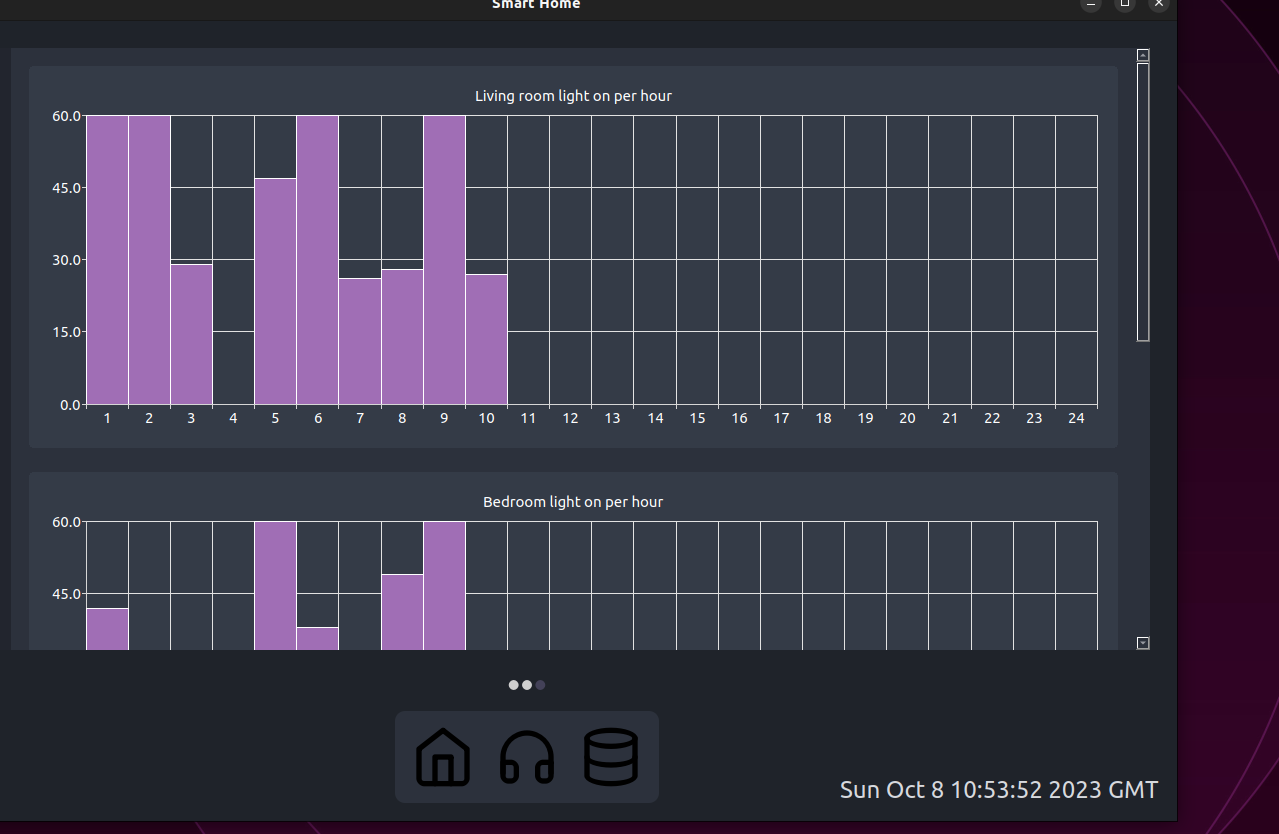 Smart Home
Living room light on per hour
60.0
45.0
30.0
15.0
0.0
1 2 3 4 5 6 7 8 9 10 11 12 13 14 15 16 17 18 19 20 21 22 23 24
Bedroom light on per hour
60.0
45.0
Sun Oct 8 10:53:52 2023 GMT